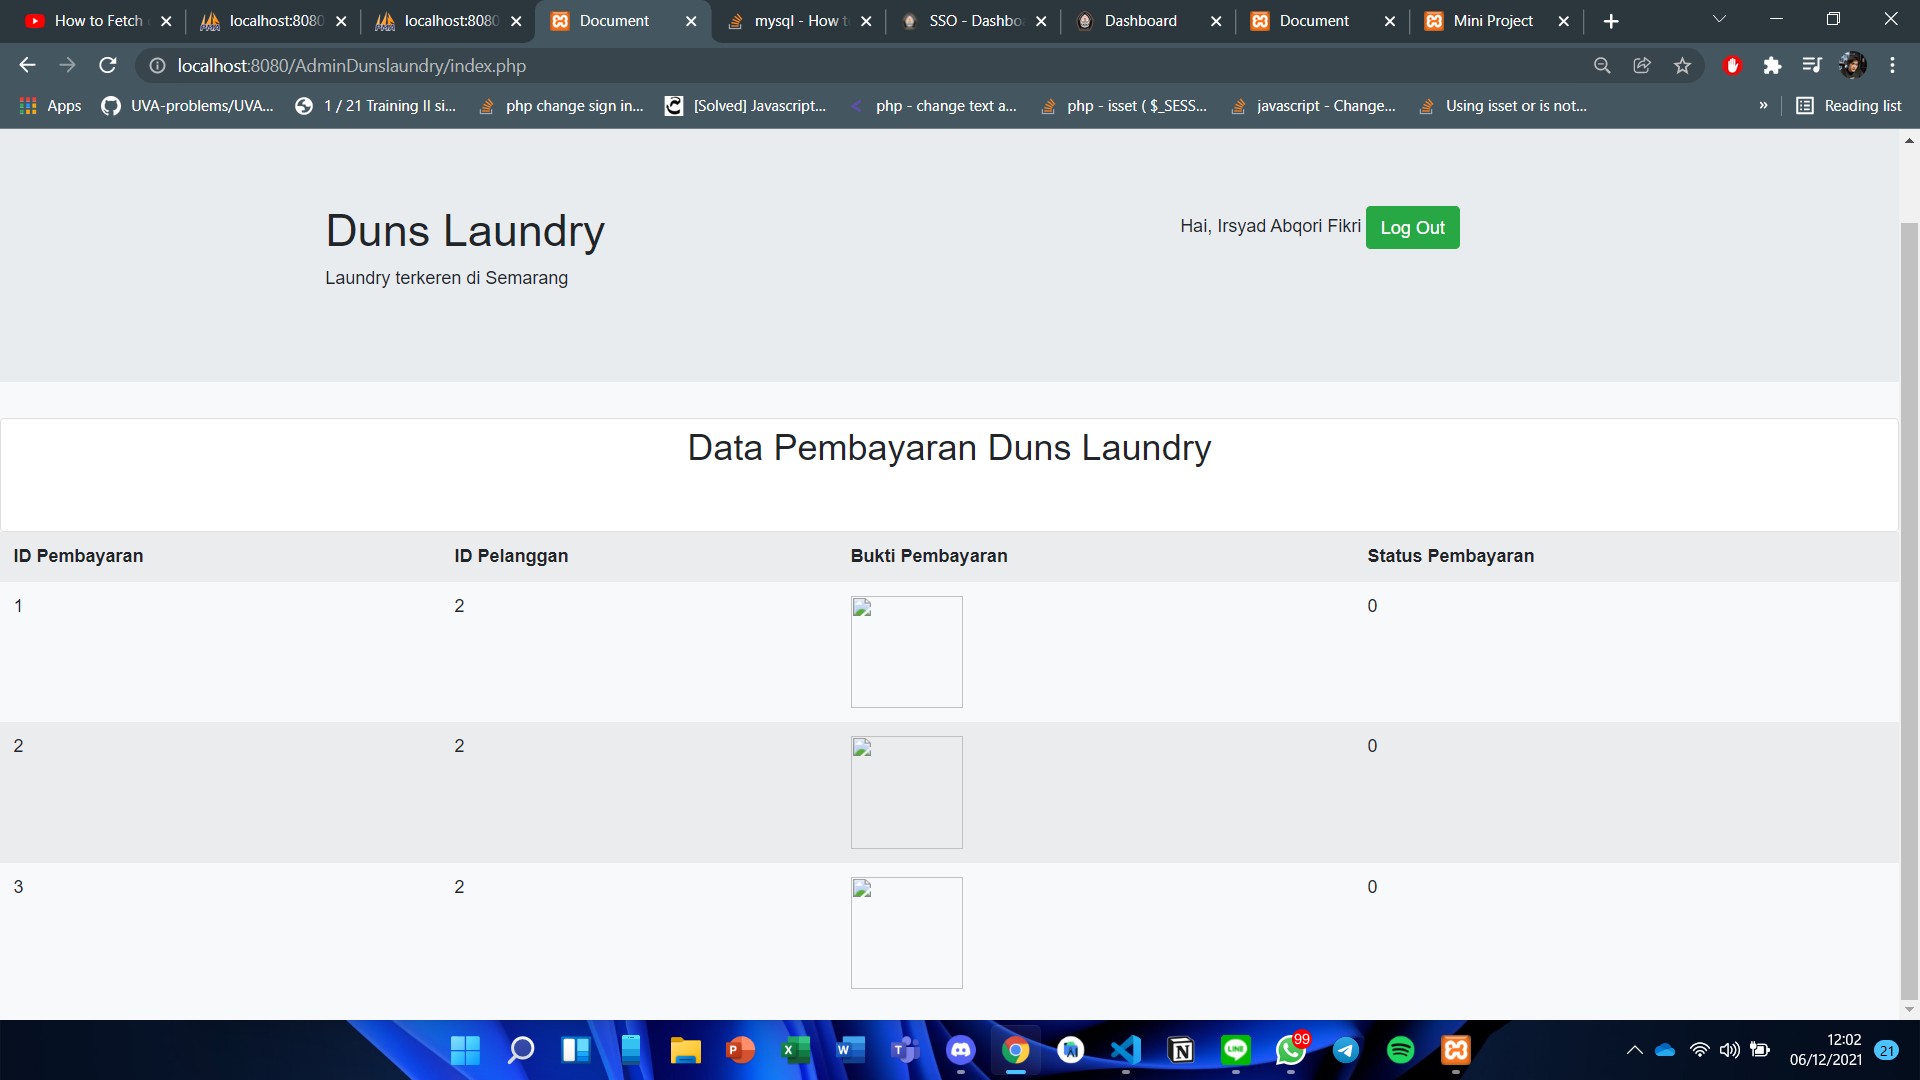 How to Fetch
localhost:8080
localhost:8080
Document
mysql - How t
SSO - Dashbo
Dashboard
Document
Mini Project
localhost:8080/AdminDunslaundry/index.php
Apps
UVA-problems/UVA...
1 / 21 Training II si...
php change sign in...
[Solved] Javascript...
php - change text a...
php - isset ( $_SESS...
javascript - Change...
Using isset or is not...
»
Reading list
Duns Laundry
Hai, Irsyad Abqori Fikri Log Out
Laundry terkeren di Semarang
Data Pembayaran Duns Laundry
ID Pembayaran ID Pelanggan Bukti Pembayaran Status Pembayaran
1 2 0
2 2 0
3 2 0
99
12:02
06/12/2021
21